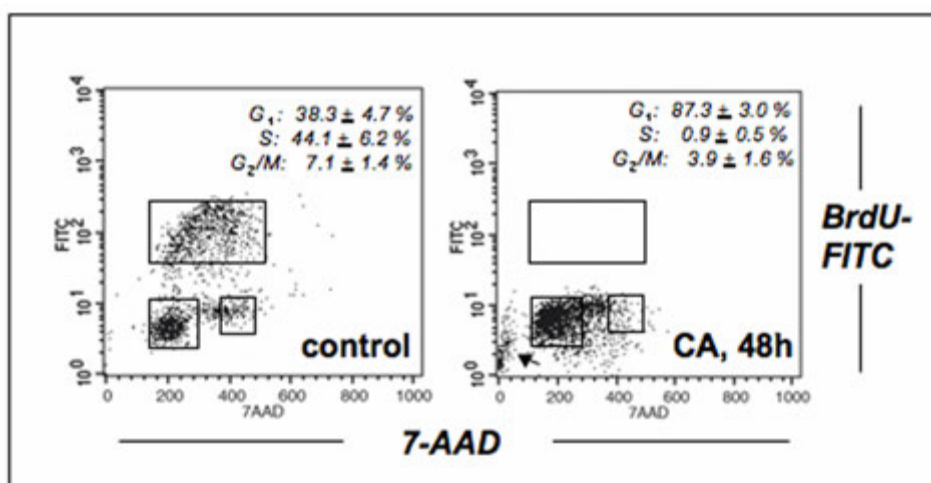 G1: 38.3 ± 4.7 %
S: 44.1 ± 6.2 %
G2/M: 7.1 ± 1.4 %
10^4
10^3
10^2
10^1
10^0
FITC
control
0 200 400 600 800 1000
7AAD
G1: 87.3 ± 3.0 %
S: 0.9 ± 0.5 %
G2/M: 3.9 ± 1.6 %
10^4
10^3
10^2
10^1
10^0
FITC
CA, 48h
0 200 400 600 800 1000
7AAD
BrdU-
FITC
7-AAD